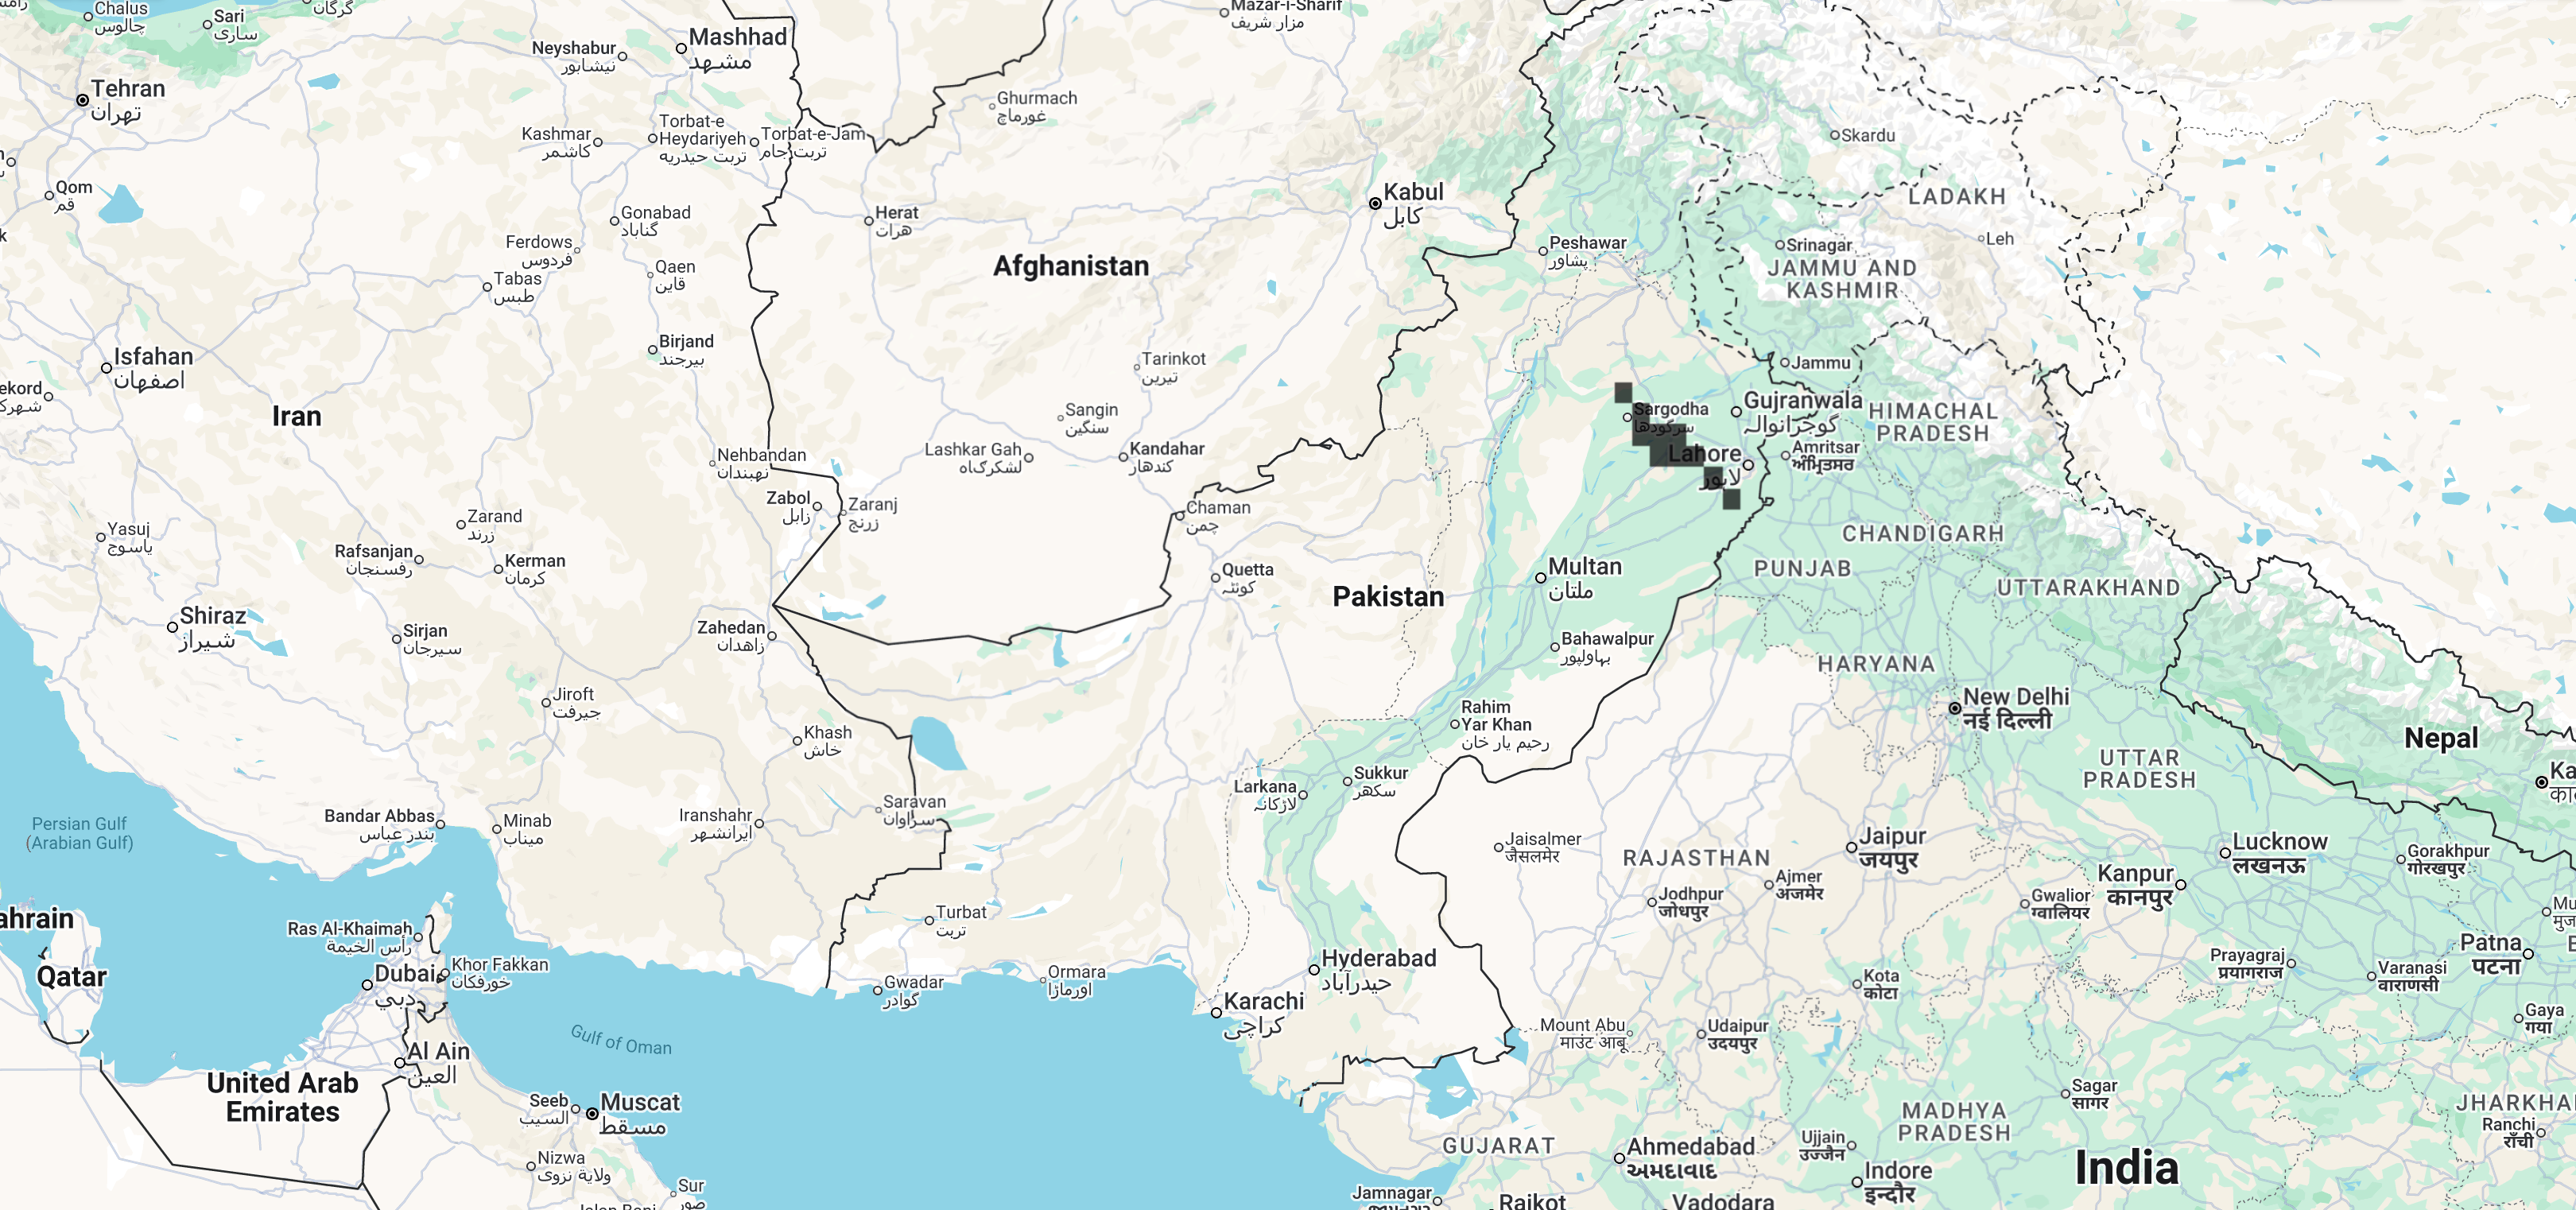 Chalus
چالوس
Sari
ساری
گرگان
Mazar-i-Sharif
مزار شریف
Neyshabur
نیشابور
Mashhad
مشهد
Tehran
تهران
Ghurmach
غورماچ
Kashmar
کاشمر
Torbat-e
Heydariyeh
تربت حیدریه
Torbat-e-Jam
تربت جام
Skardu
Qom
قم
Kabul
کابل
LADAKH
Herat
هرات
Gonabad
گناباد
Ferdows
فردوس
Peshawar
پشاور
Srinagar
Leh
Afghanistan
JAMMU AND
KASHMIR
Qaen
قاین
Tabas
طبس
Birjand
بیرجند
Isfahan
اصفهان
Tarinkot
تیرین
Jammu
ekord
شهرک
Iran
Sangin
سنگین
Sargodha
سرگودھا
Gujranwala
گوجرانوالہ
HIMACHAL
PRADESH
Nehbandan
نهبندان
Lashkar Gah
لشکرگاه
Kandahar
کندهار
Lahore
لاہور
Amritsar
ਅੰਮ੍ਰਿਤਸਰ
Zabol
زابل
Zaranj
زرنج
Chaman
چمن
Zarand
زرند
Yasuj
یاسوج
CHANDIGARH
Rafsanjan
رفسنجان
Kerman
کرمان
Quetta
کوئٹہ
Multan
ملتان
PUNJAB
UTTARAKHAND
Pakistan
Shiraz
شیراز
Sirjan
سیرجان
Zahedan
زاهدان
Bahawalpur
بہاولپور
HARYANA
Jiroft
جیرفت
New Delhi
नई दिल्ली
Rahim
Yar Khan
رحیم یار خان
Khash
خاش
Nepal
UTTAR
PRADESH
Ka
का
Larkana
لاڑکانہ
Sukkur
سکھر
Saravan
سراوان
Bandar Abbas
بندر عباس
Minab
میناب
Iranshahr
ایرانشهر
Persian Gulf
(Arabian Gulf)
Jaisalmer
जैसलमेर
RAJASTHAN
Jaipur
जयपुर
Lucknow
लखनऊ
Gorakhpur
गोरखपुर
Kanpur
कानपुर
Jodhpur
जोधपुर
Ajmer
अजमेर
Gwalior
ग्वालियर
Mu
मुज
ahrain
Qatar
Ras Al-Khaimah
رأس الخيمة
Turbat
تربت
Dubai
دبي
Khor Fakkan
خورفكان
Gwadar
گوادر
Ormara
اورماڑا
Hyderabad
حیدرآباد
Kota
कोटा
Prayagraj
प्रयागराज
Varanasi
वाराणसी
Patna
पटना
Karachi
کراچی
Gulf of Oman
Mount Abu
माउंट आबू
Udaipur
उदयपुर
Gaya
गया
Al Ain
العين
United Arab
Emirates
Seeb
السيب
Muscat
مسقط
Sagar
सागर
MADHYA
PRADESH
JHARKHA
Ranchi
राँची
Nizwa
ولاية نزوى
GUJARAT
Ahmedabad
અમદાવાદ
Ujjain
उज्जैन
Indore
इन्दौर
India
Sur
صور
Jamnagar
Rajkot
Vadodara